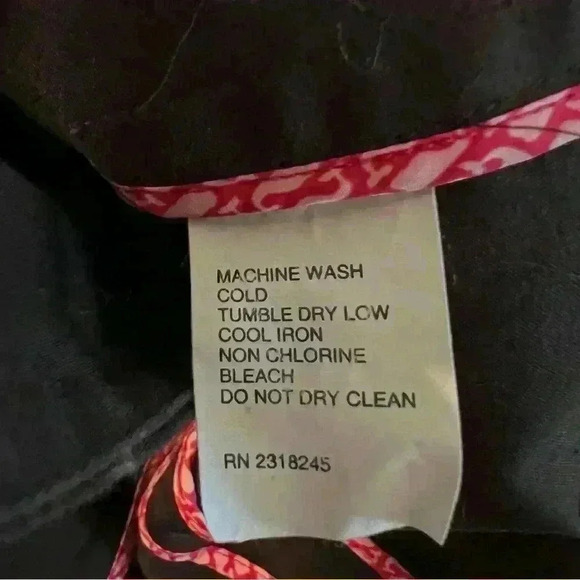 MACHINE WASH
COLD
TUMBLE DRY LOW
COOL IRON
NON CHLORINE
BLEACH
DO NOT DRY CLEAN
RN 2318245